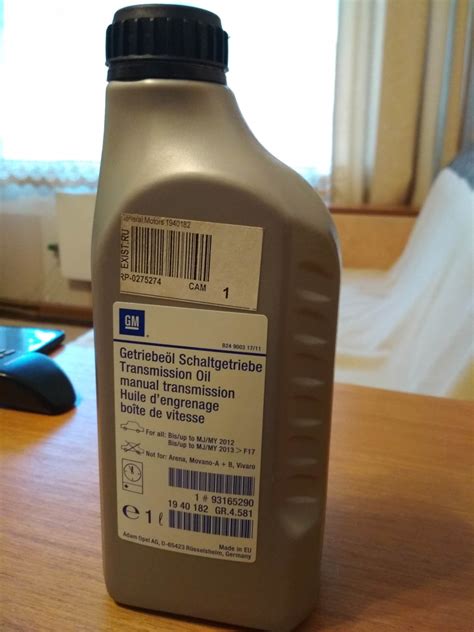 General Motors 1940182
EXIST.RU
RP-0275274
CAM
1
GM
824 9002 17/11
Getriebeöl Schaltgetriebe
Transmission Oil
manual transmission
Huile d'engrenage
boîte de vitesse
For all: Bis/up to MJ/MY 2012
Bis/up to MJ/MY 2013 > F17
Not for: Arena, Movano-A + B, Vivaro
1 # 93165290
19 40 182 GR.4.581
e 1 ℓ
Made in EU
Adam Opel AG, D-65423 Rüsselsheim,
Germany